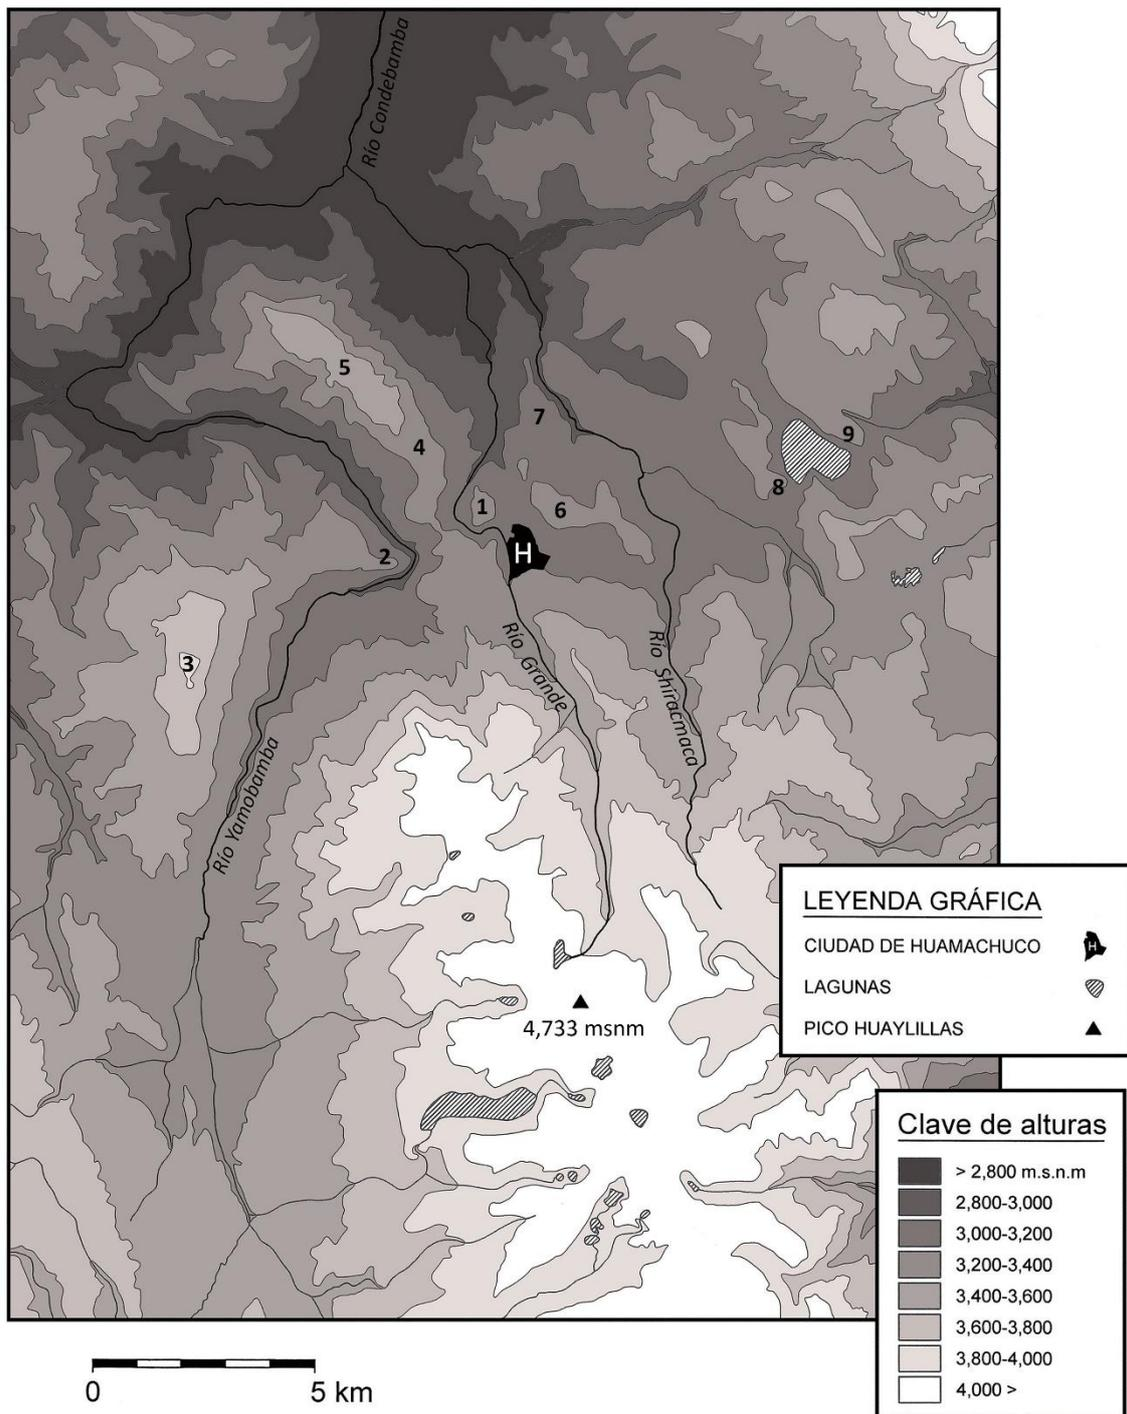 Río Condebamba
5
7
4
9
8
1
6
H
2
3
Río Grande
Río Shiracmaca
Río Yamobamba
4,733 msnm
LEYENDA GRÁFICA
CIUDAD DE HUAMACHUCO
H
LAGUNAS
PICO HUAYLILLAS
Clave de alturas
> 2,800 m.s.n.m
2,800-3,000
3,000-3,200
3,200-3,400
3,400-3,600
3,600-3,800
3,800-4,000
4,000 >
0 5 km